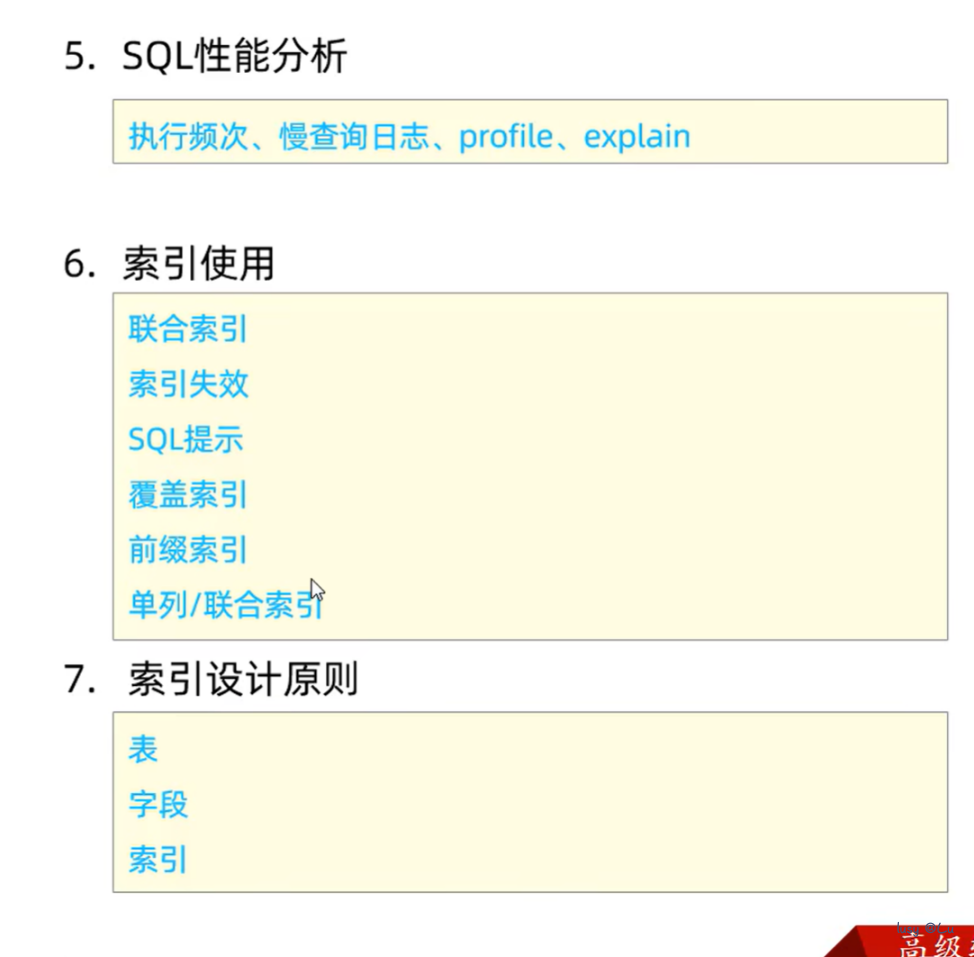 5. SQL性能分析
执行频次、慢查询日志、profile、explain
6. 索引使用
联合索引
索引失效
SQL提示
覆盖索引
前缀索引
单列/联合索引
7. 索引设计原则
表
字段
索引
高级